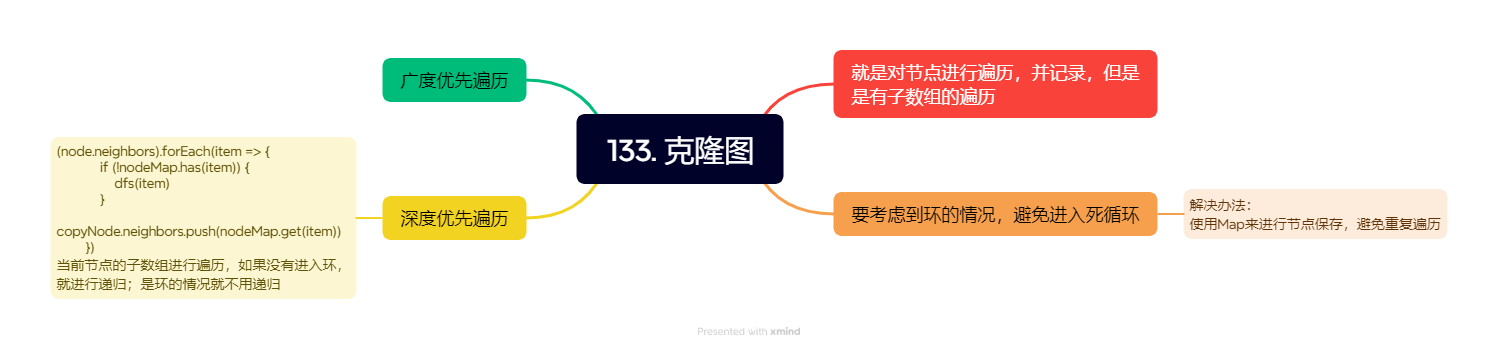 133. 克隆图
就是对节点进行遍历，并记录，但是
是有子数组的遍历
要考虑到环的情况，避免进入死循环
解决办法：
使用Map来进行节点保存，避免重复遍历
广度优先遍历
深度优先遍历
(node.neighbors).forEach(item => {
if (!nodeMap.has(item)) {
dfs(item)
}
copyNode.neighbors.push(nodeMap.get(item))
})
当前节点的子数组进行遍历，如果没有进入环，
就进行递归；是环的情况就不用递归
Presented with xmind